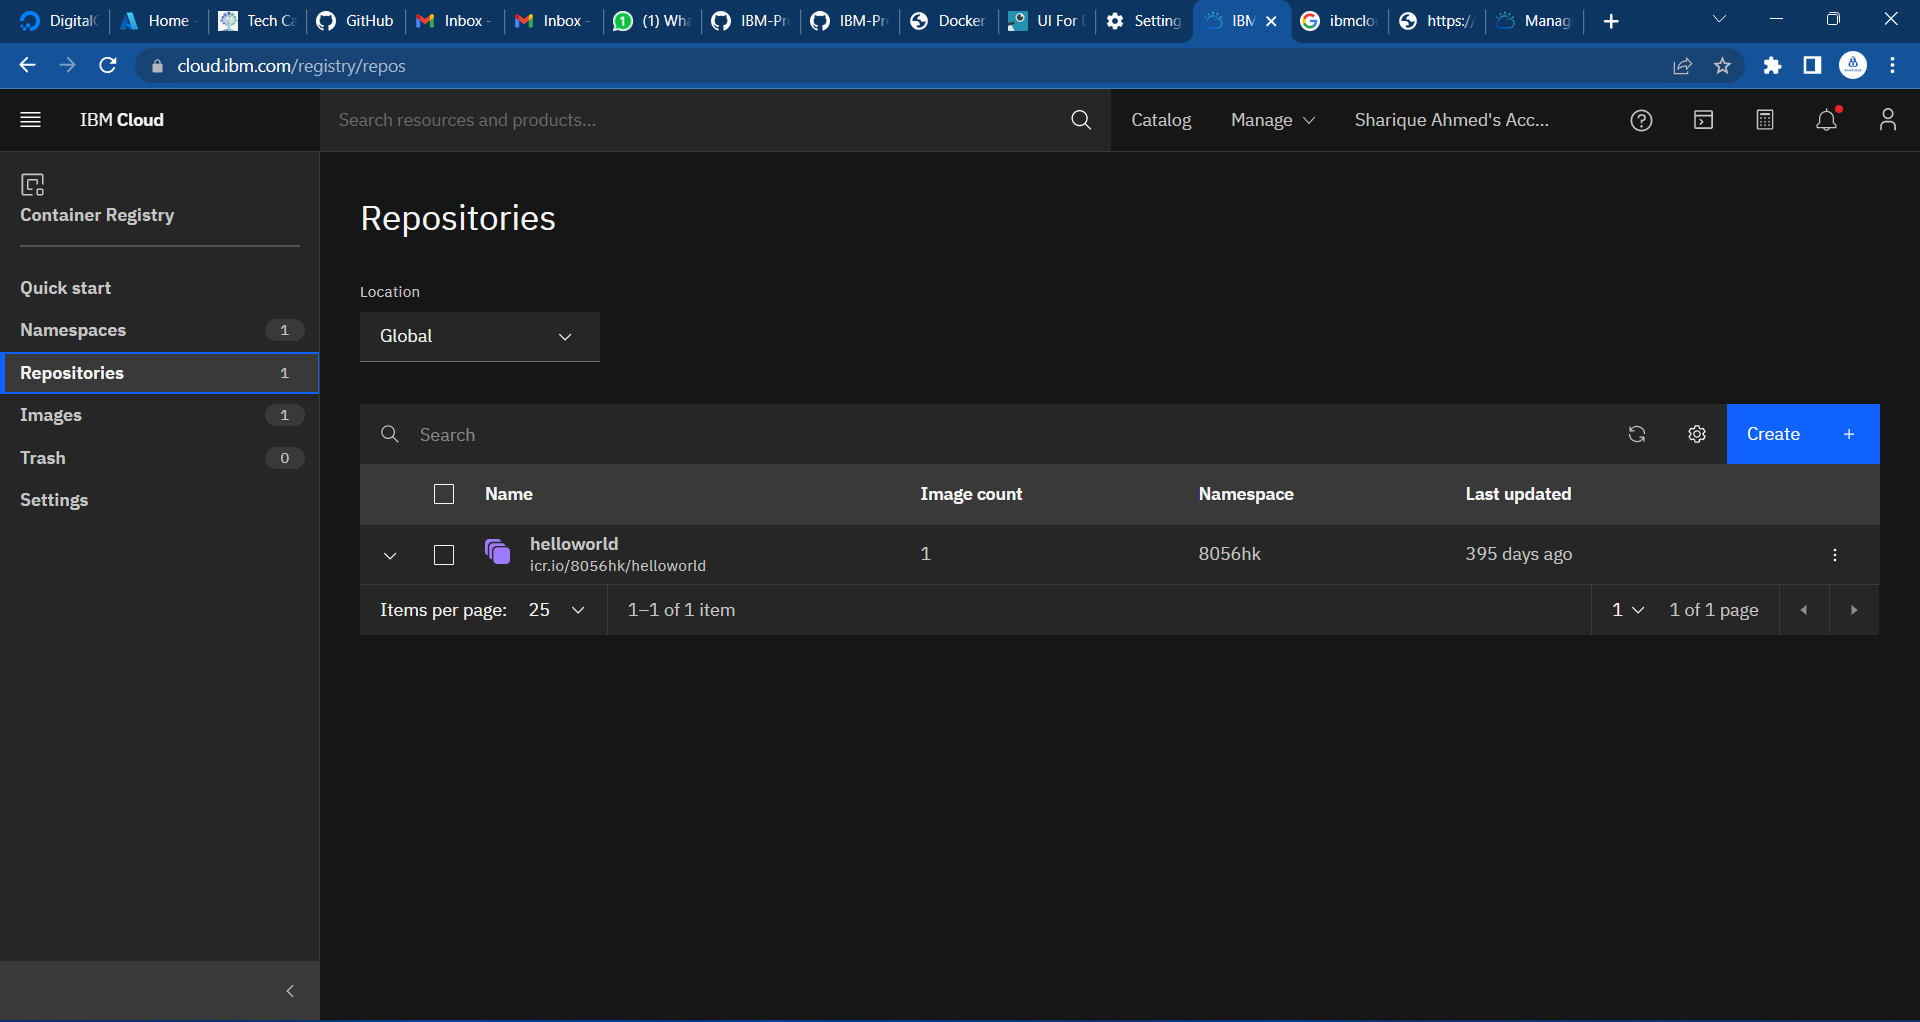 Digital
Home
Tech Ca
GitHub
Inbox -
Inbox -
(1) Wha
IBM-Pr
IBM-Pr
Docker
UI For
Setting
IBM
ibmclo
https:/
Manag
cloud.ibm.com/registry/repos
IBM Cloud
Search resources and products...
Catalog
Manage
Sharique Ahmed's Acc...
Container Registry
Quick start
Namespaces 1
Repositories 1
Images 1
Trash 0
Settings
Repositories
Location
Global
Search
Create +
Name Image count Namespace Last updated
helloworld
icr.io/8056hk/helloworld
1 8056hk 395 days ago
Items per page: 25 1–1 of 1 item 1 1 of 1 page